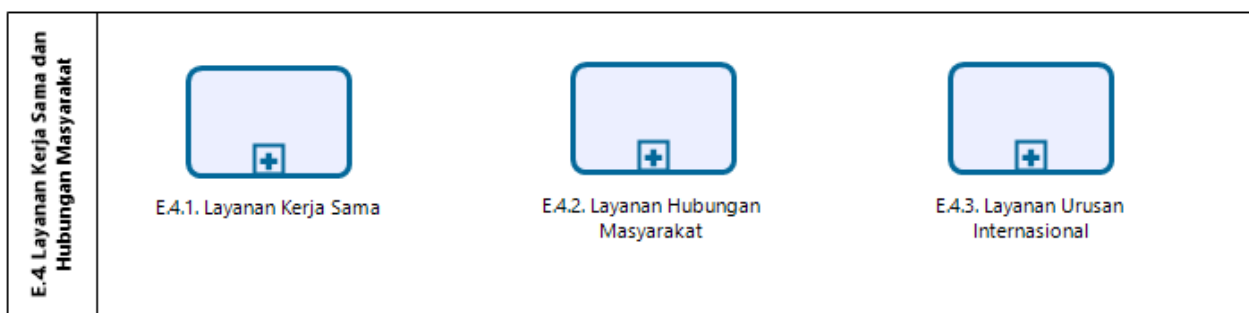 E.4. Layanan Kerja Sama dan
Hubungan Masyarakat
E.4.1. Layanan Kerja Sama
E.4.2. Layanan Hubungan
Masyarakat
E.4.3. Layanan Urusan
Internasional